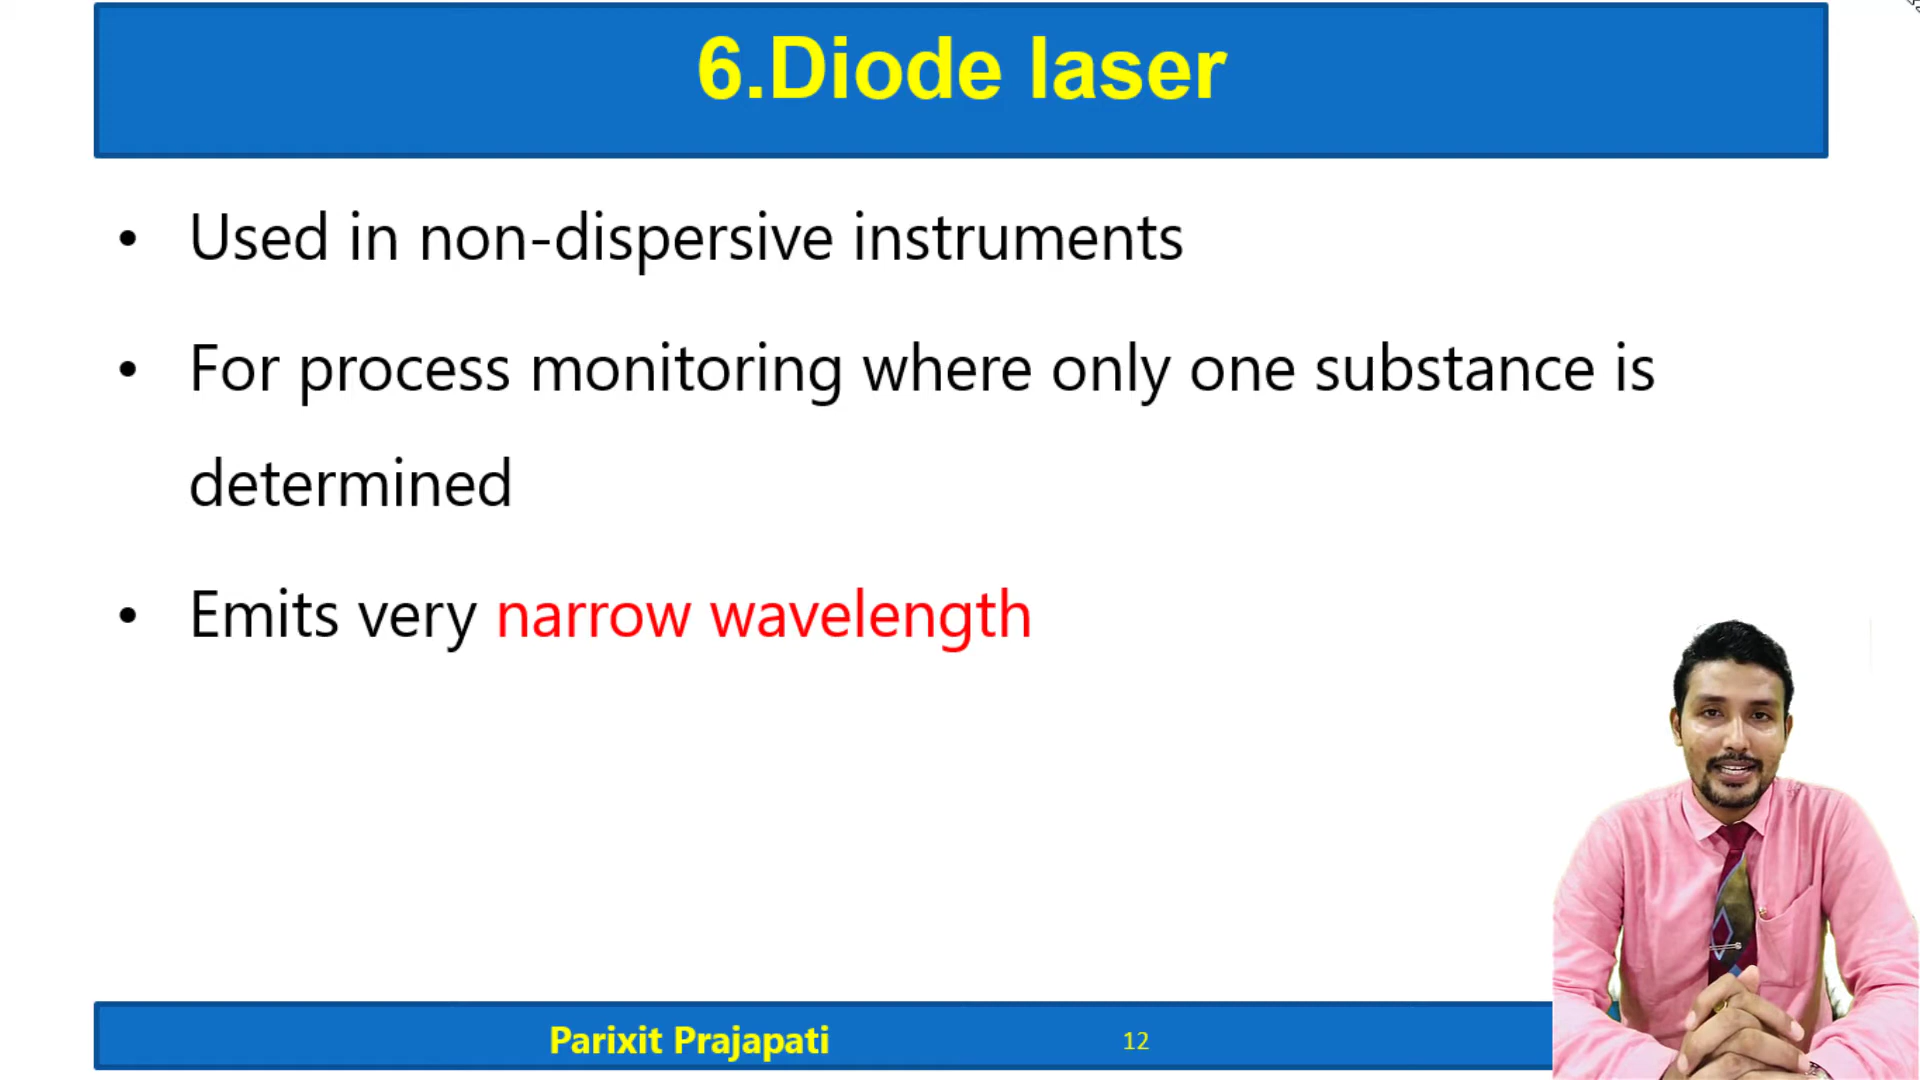 6.Diode laser
• Used in non-dispersive instruments
• For process monitoring where only one substance is
determined
• Emits very narrow wavelength
Parixit Prajapati 12